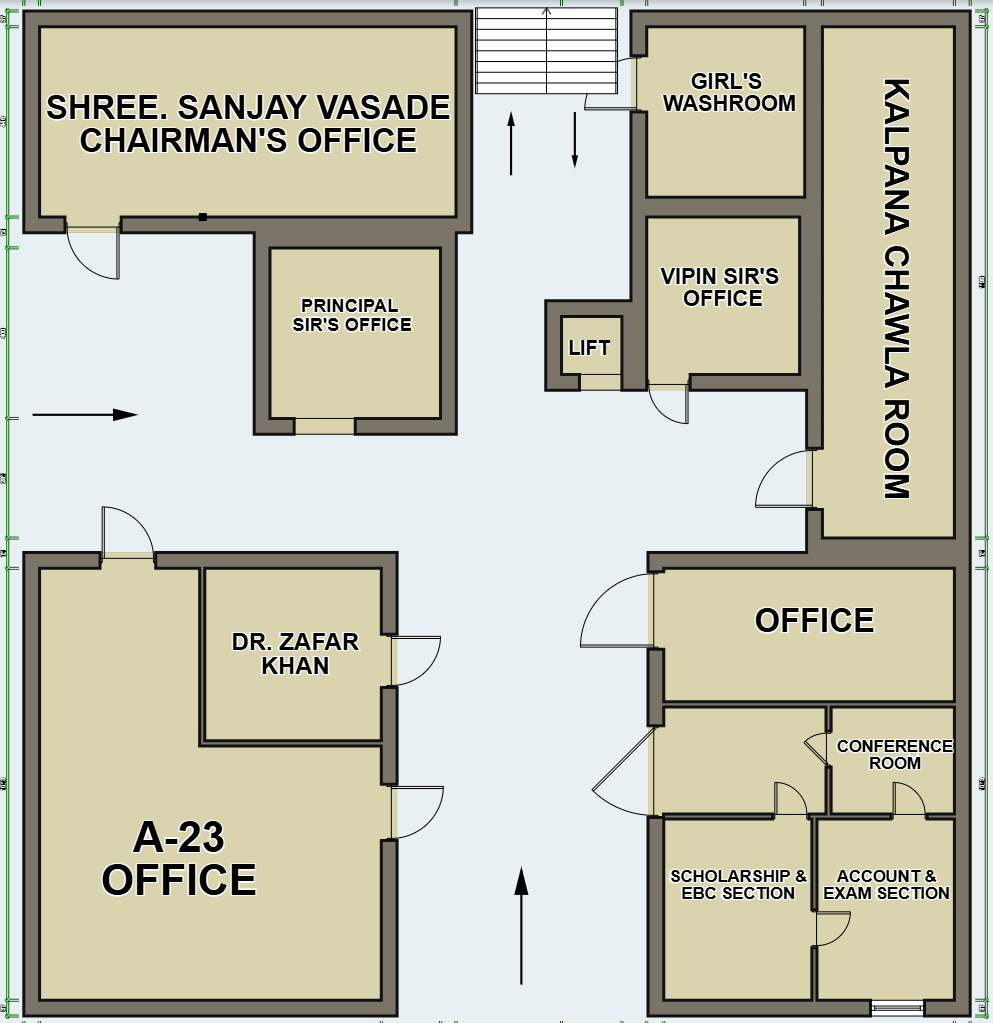 SHREE. SANJAY VASADE
CHAIRMAN'S OFFICE
GIRL'S
WASHROOM
KALPANA CHAWLA ROOM
VIPIN SIR'S
OFFICE
PRINCIPAL
SIR'S OFFICE
LIFT
DR. ZAFAR
KHAN
OFFICE
CONFERENCE
ROOM
A-23
OFFICE
SCHOLARSHIP &
EBC SECTION
ACCOUNT &
EXAM SECTION